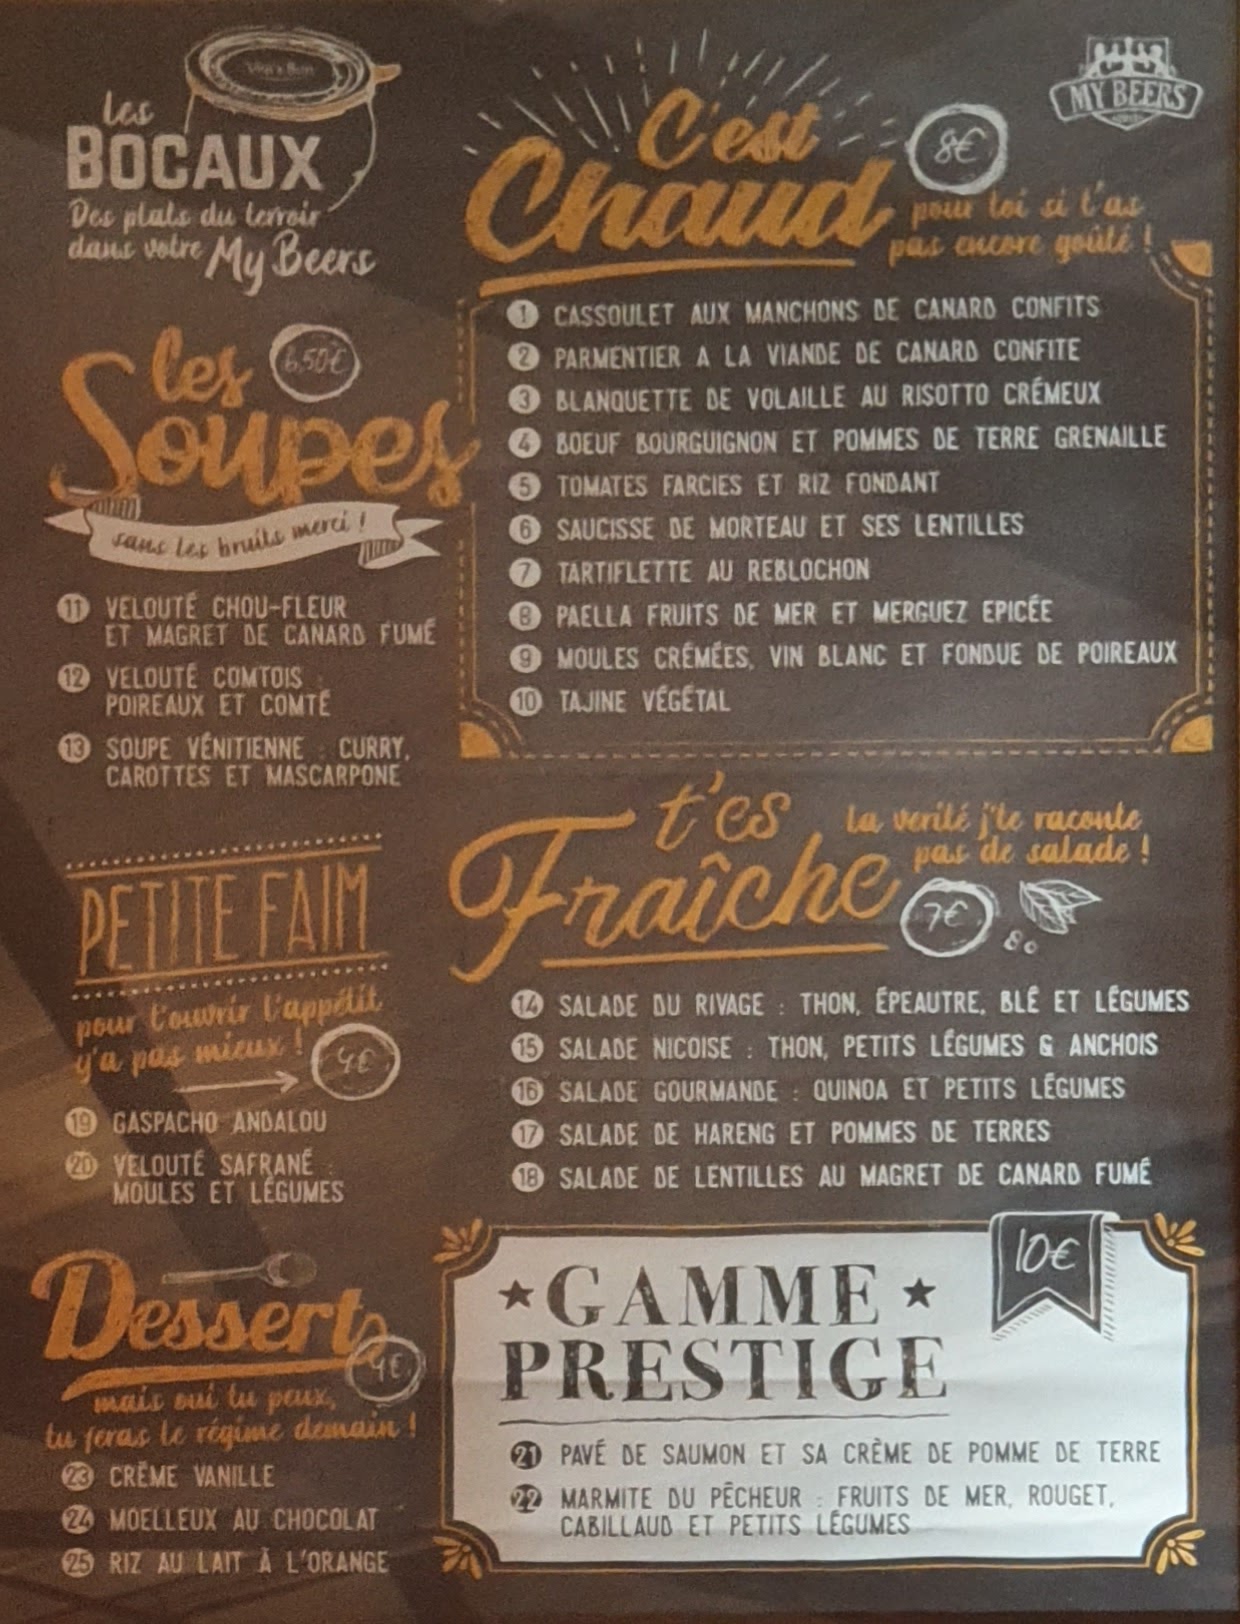 Les
BOCAUX
Des plats du terroir
dans votre My Beers
les 6,50€
Soupes
sans les bruits merci !
11 VELOUTÉ CHOU-FLEUR
ET MAGRET DE CANARD FUMÉ
12 VELOUTÉ COMTOIS :
POIREAUX ET COMTÉ
13 SOUPE VÉNITIENNE : CURRY,
CAROTTES ET MASCARPONE
PETITE FAIM
pour t'ouvrir l'appétit
y'a pas mieux !
4€
19 GASPACHO ANDALOU
20 VELOUTÉ SAFRANÉ :
MOULES ET LÉGUMES
Desserts
4€
mais oui tu peux,
tu feras le régime demain !
23 CRÈME VANILLE
24 MOELLEUX AU CHOCOLAT
25 RIZ AU LAIT À L'ORANGE
MY BEERS
C'est
Chaud
8€
pour toi si t'as
pas encore goûté !
1 CASSOULET AUX MANCHONS DE CANARD CONFITS
2 PARMENTIER A LA VIANDE DE CANARD CONFITE
3 BLANQUETTE DE VOLAILLE AU RISOTTO CRÉMEUX
4 BOEUF BOURGUIGNON ET POMMES DE TERRE GRENAILLE
5 TOMATES FARCIES ET RIZ FONDANT
6 SAUCISSE DE MORTEAU ET SES LENTILLES
7 TARTIFLETTE AU REBLOCHON
8 PAELLA FRUITS DE MER ET MERGUEZ EPICÉE
9 MOULES CRÉMÉES, VIN BLANC ET FONDUE DE POIREAUX
10 TAJINE VÉGÉTAL
t'es
Fraîche
La verité j'te raconte
pas de salade !
7€
14 SALADE DU RIVAGE : THON, ÉPEAUTRE, BLÉ ET LÉGUMES
15 SALADE NICOISE : THON, PETITS LÉGUMES & ANCHOIS
16 SALADE GOURMANDE : QUINOA ET PETITS LÉGUMES
17 SALADE DE HARENG ET POMMES DE TERRES
18 SALADE DE LENTILLES AU MAGRET DE CANARD FUMÉ
GAMME
PRESTIGE
10€
21 PAVÉ DE SAUMON ET SA CRÈME DE POMME DE TERRE
22 MARMITE DU PÊCHEUR : FRUITS DE MER, ROUGET,
CABILLAUD ET PETITS LÉGUMES